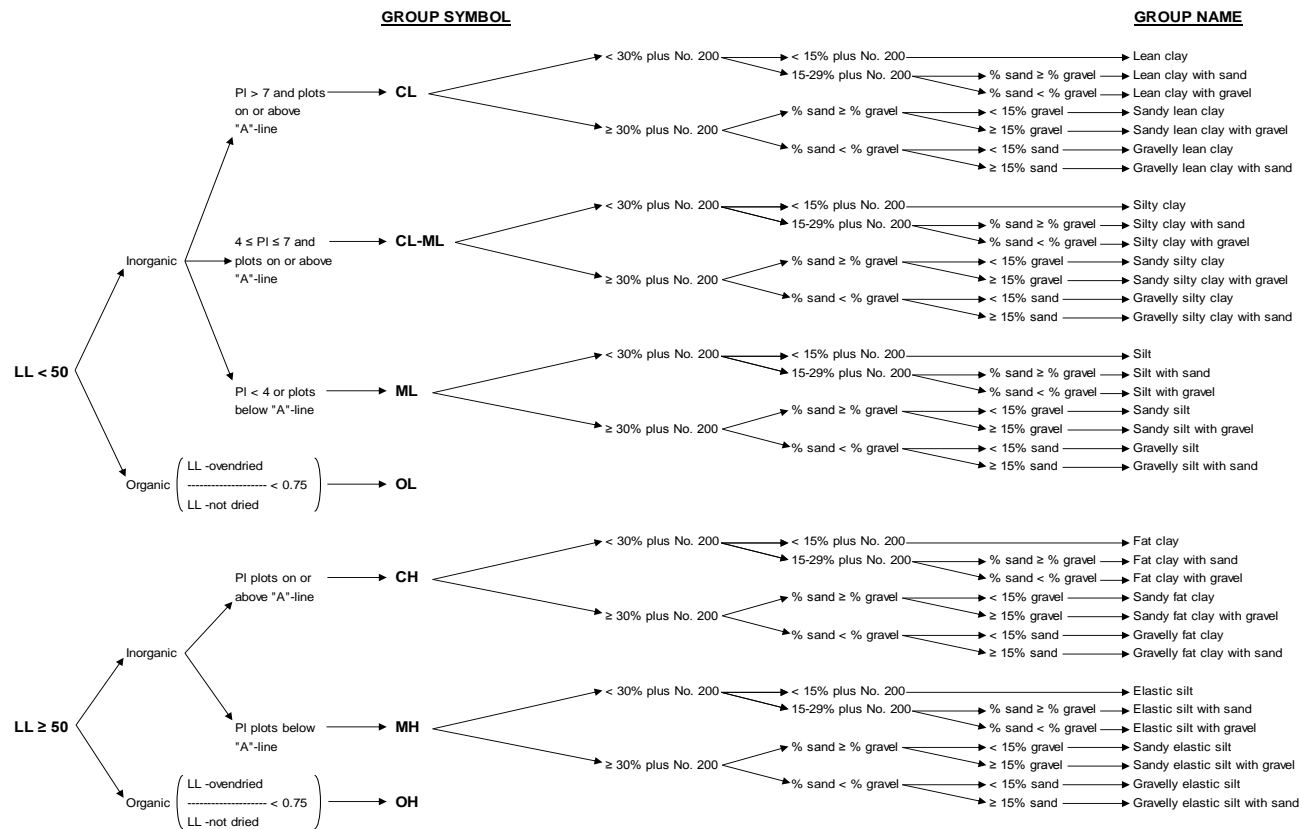 GROUP SYMBOL GROUP NAME
< 30% plus No. 200 < 15% plus No. 200 Lean clay
15-29% plus No. 200 % sand ≥ % gravel Lean clay with sand
PI > 7 and plots CL % sand < % gravel Lean clay with gravel
on or above % sand ≥ % gravel < 15% gravel Sandy lean clay
"A"-line ≥ 30% plus No. 200 ≥ 15% gravel Sandy lean clay with gravel
% sand < % gravel < 15% sand Gravelly lean clay
≥ 15% sand Gravelly lean clay with sand
< 30% plus No. 200 < 15% plus No. 200 Silty clay
15-29% plus No. 200 % sand ≥ % gravel Silty clay with sand
4 ≤ PI ≤ 7 and CL-ML % sand < % gravel Silty clay with gravel
Inorganic plots on or above % sand ≥ % gravel < 15% gravel Sandy silty clay
"A"-line ≥ 30% plus No. 200 ≥ 15% gravel Sandy silty clay with gravel
% sand < % gravel < 15% sand Gravelly silty clay
≥ 15% sand Gravelly silty clay with sand
< 30% plus No. 200 < 15% plus No. 200 Silt
LL < 50 15-29% plus No. 200 % sand ≥ % gravel Silt with sand
PI < 4 or plots ML % sand < % gravel Silt with gravel
below "A"-line % sand ≥ % gravel < 15% gravel Sandy silt
≥ 30% plus No. 200 ≥ 15% gravel Sandy silt with gravel
% sand < % gravel < 15% sand Gravelly silt
LL -ovendried ≥ 15% sand Gravelly silt with sand
Organic -------------------- < 0.75 OL
LL -not dried
< 30% plus No. 200 < 15% plus No. 200 Fat clay
15-29% plus No. 200 % sand ≥ % gravel Fat clay with sand
PI plots on or CH % sand < % gravel Fat clay with gravel
above "A"-line % sand ≥ % gravel < 15% gravel Sandy fat clay
≥ 30% plus No. 200 ≥ 15% gravel Sandy fat clay with gravel
% sand < % gravel < 15% sand Gravelly fat clay
Inorganic ≥ 15% sand Gravelly fat clay with sand
< 30% plus No. 200 < 15% plus No. 200 Elastic silt
15-29% plus No. 200 % sand ≥ % gravel Elastic silt with sand
LL ≥ 50 PI plots below MH % sand < % gravel Elastic silt with gravel
"A"-line % sand ≥ % gravel < 15% gravel Sandy elastic silt
≥ 30% plus No. 200 ≥ 15% gravel Sandy elastic silt with gravel
LL -ovendried % sand < % gravel < 15% sand Gravelly elastic silt
Organic -------------------- < 0.75 OH ≥ 15% sand Gravelly elastic silt with sand
LL -not dried